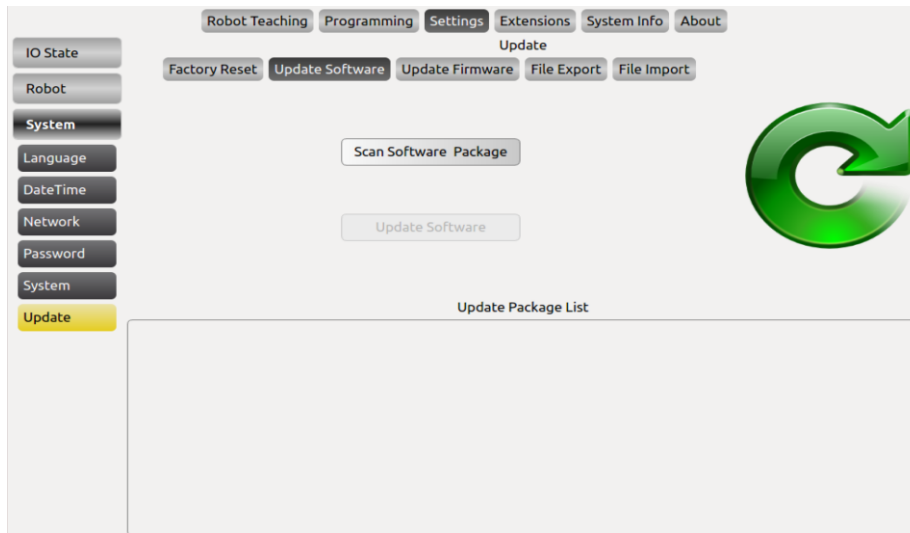 Robot Teaching Programming Settings Extensions System Info About
Update
Factory Reset Update Software Update Firmware File Export File Import
IO State
Robot
System
Language
DateTime
Network
Password
System
Update
Scan Software Package
Update Software
Update Package List